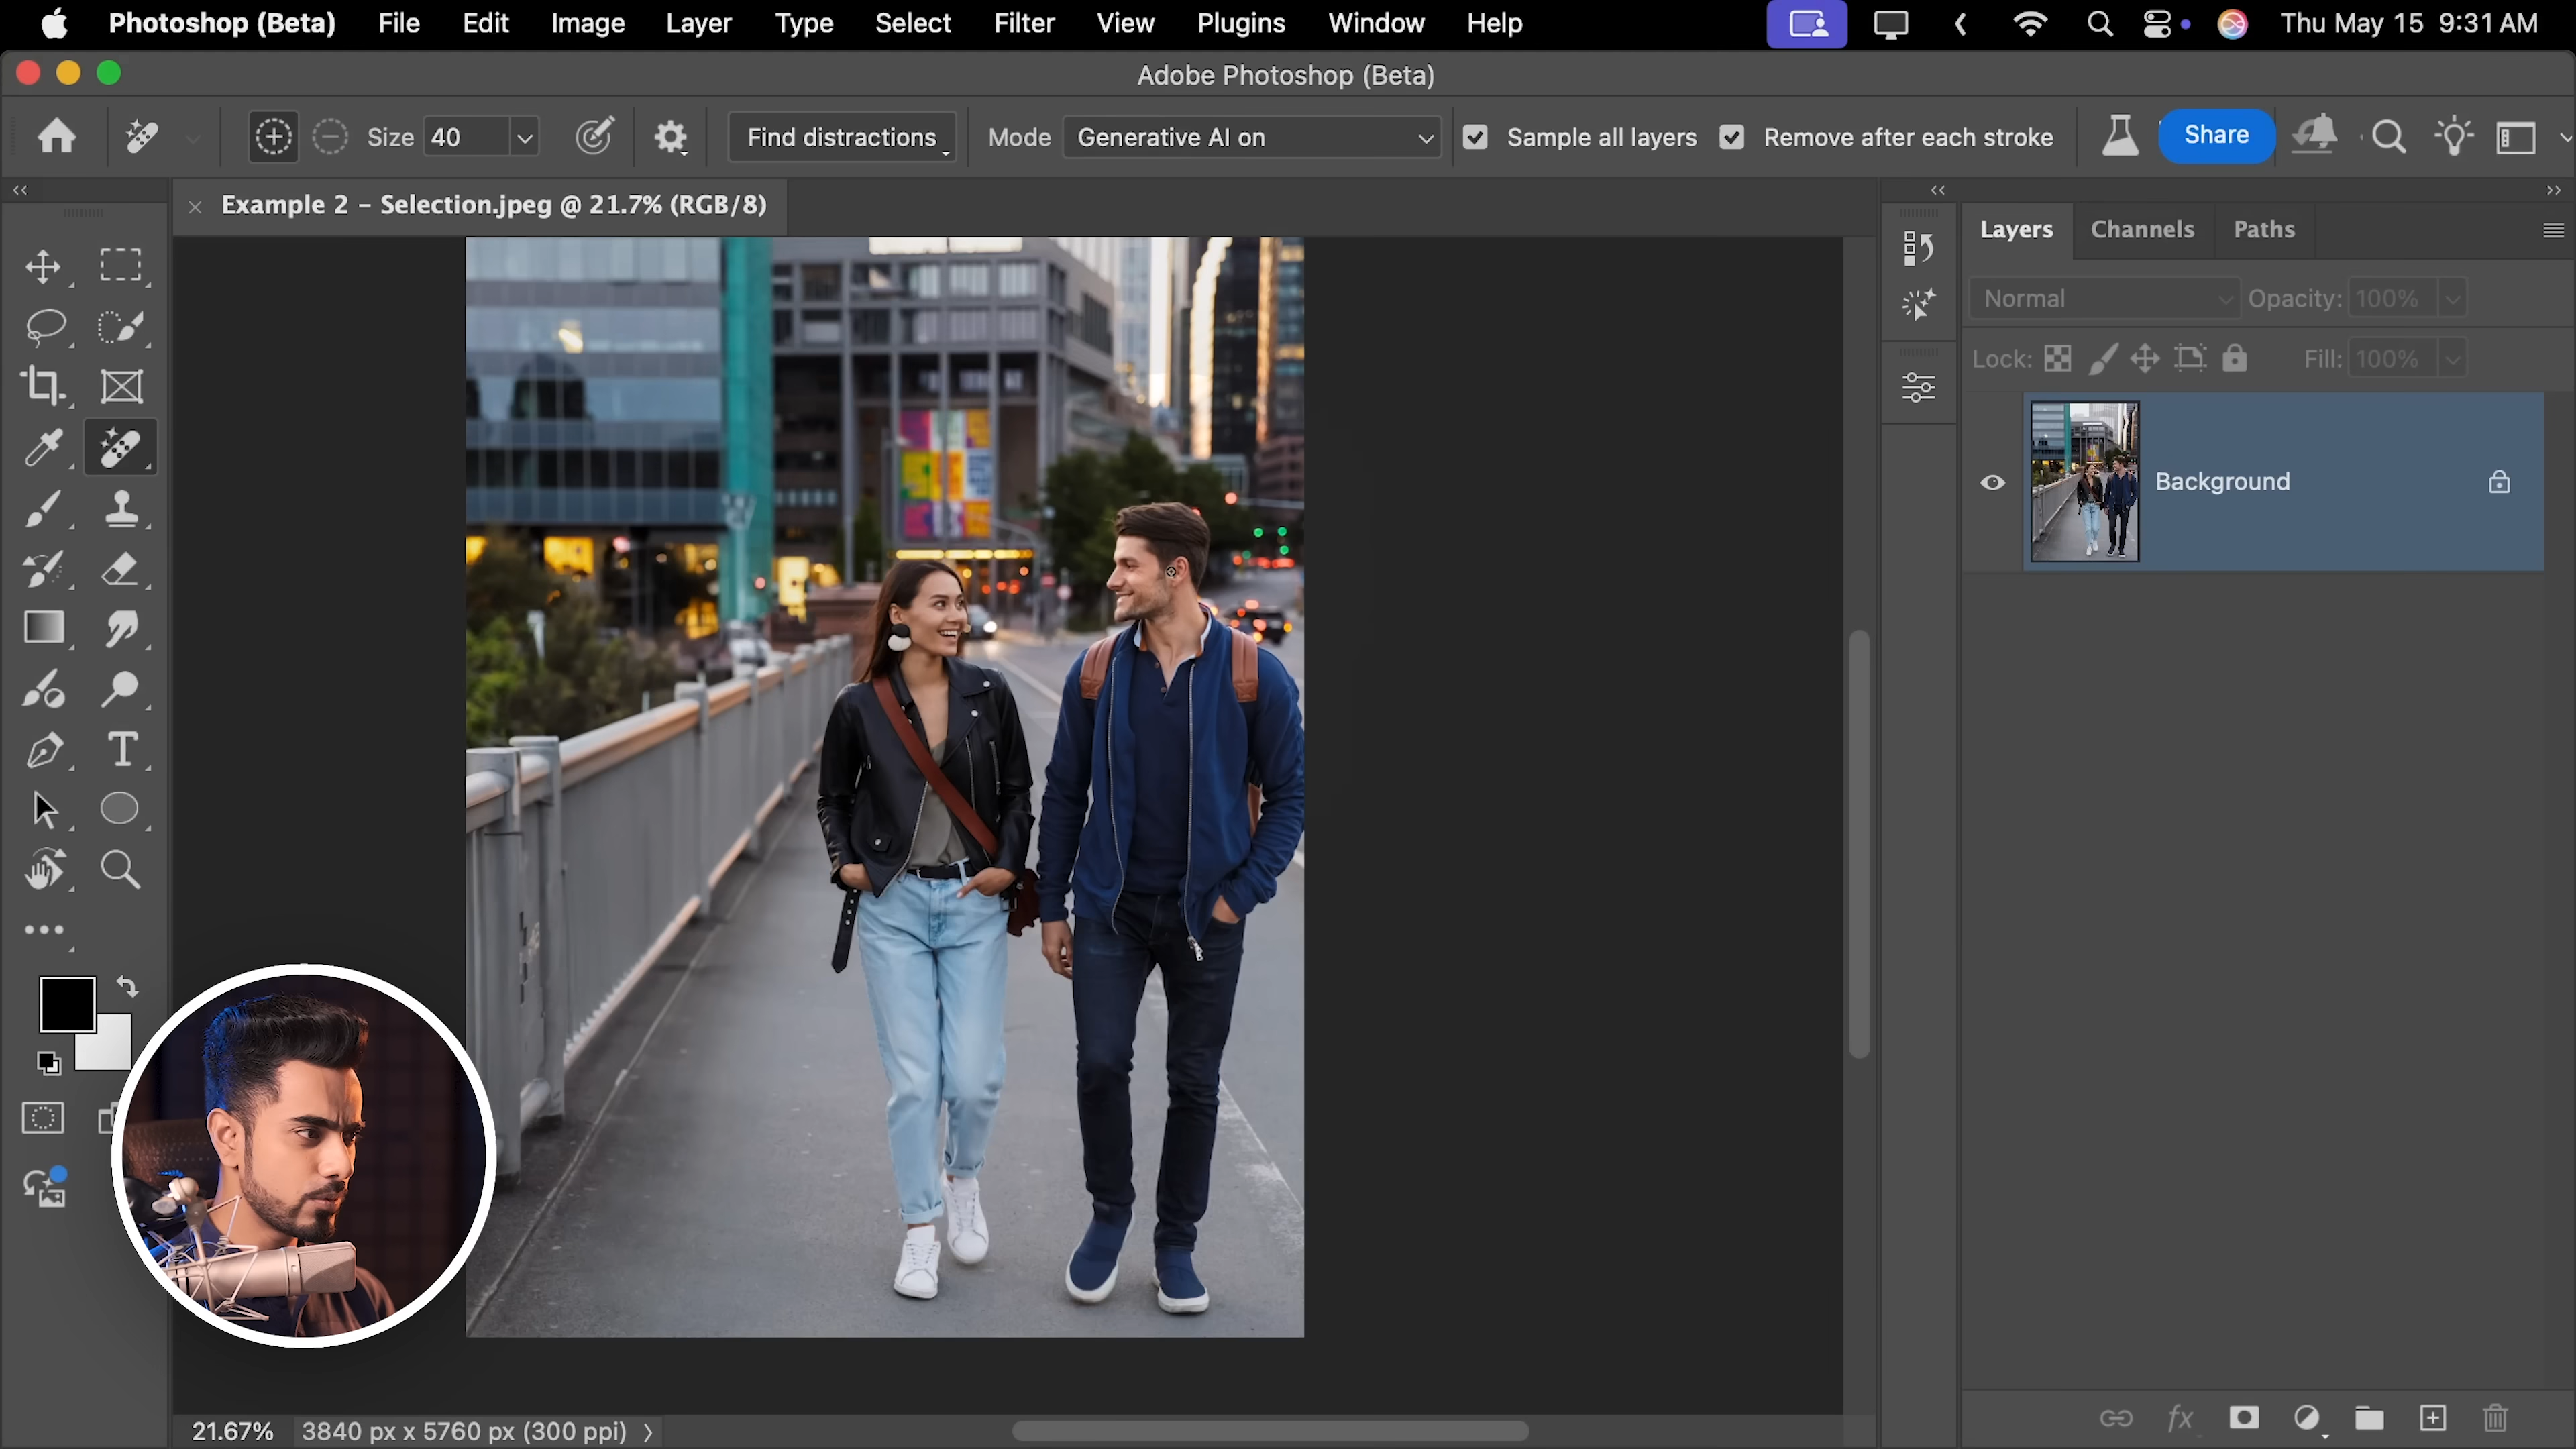 Photoshop (Beta) File Edit Image Layer Type Select Filter View Plugins Window Help Thu May 15 9:31 AM
Adobe Photoshop (Beta)
Size 40 Find distractions Mode Generative AI on Sample all layers Remove after each stroke Share
Example 2 – Selection.jpeg @ 21.7% (RGB/8)
Layers Channels Paths
Normal Opacity: 100%
Lock: Fill: 100%
Background
21.67% 3840 px x 5760 px (300 ppi)